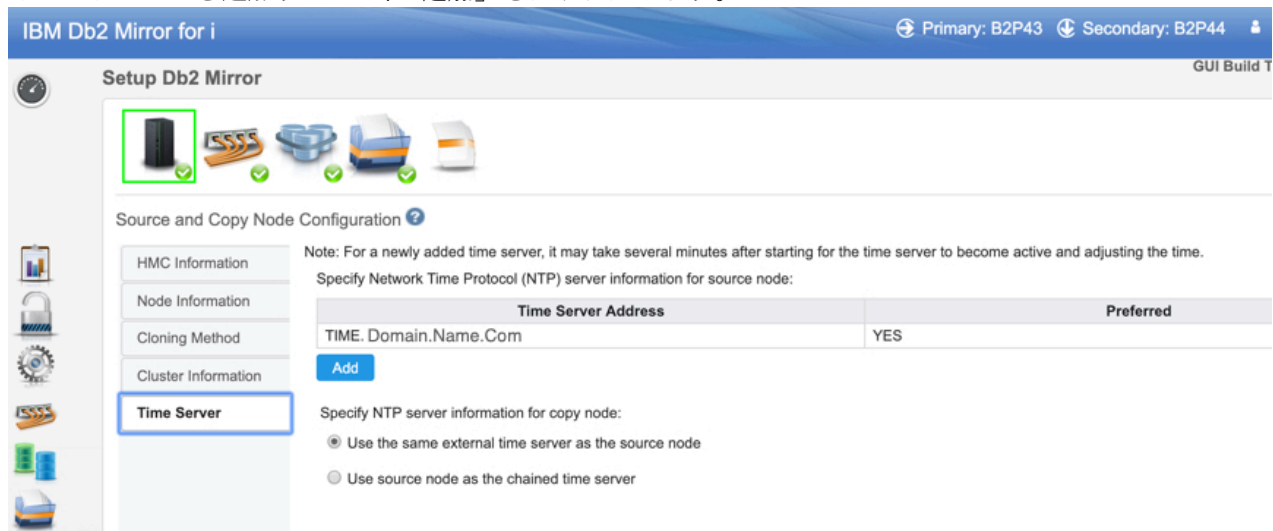 IBM Db2 Mirror for i
Primary: B2P43 Secondary: B2P44
Setup Db2 Mirror
GUI Build T
Source and Copy Node Configuration ?
HMC Information
Node Information
Cloning Method
Cluster Information
Time Server
Note: For a newly added time server, it may take several minutes after starting for the time server to become active and adjusting the time.
Specify Network Time Protocol (NTP) server information for source node:
Time Server Address Preferred
TIME. Domain.Name.Com YES
Add
Specify NTP server information for copy node:
Use the same external time server as the source node
Use source node as the chained time server